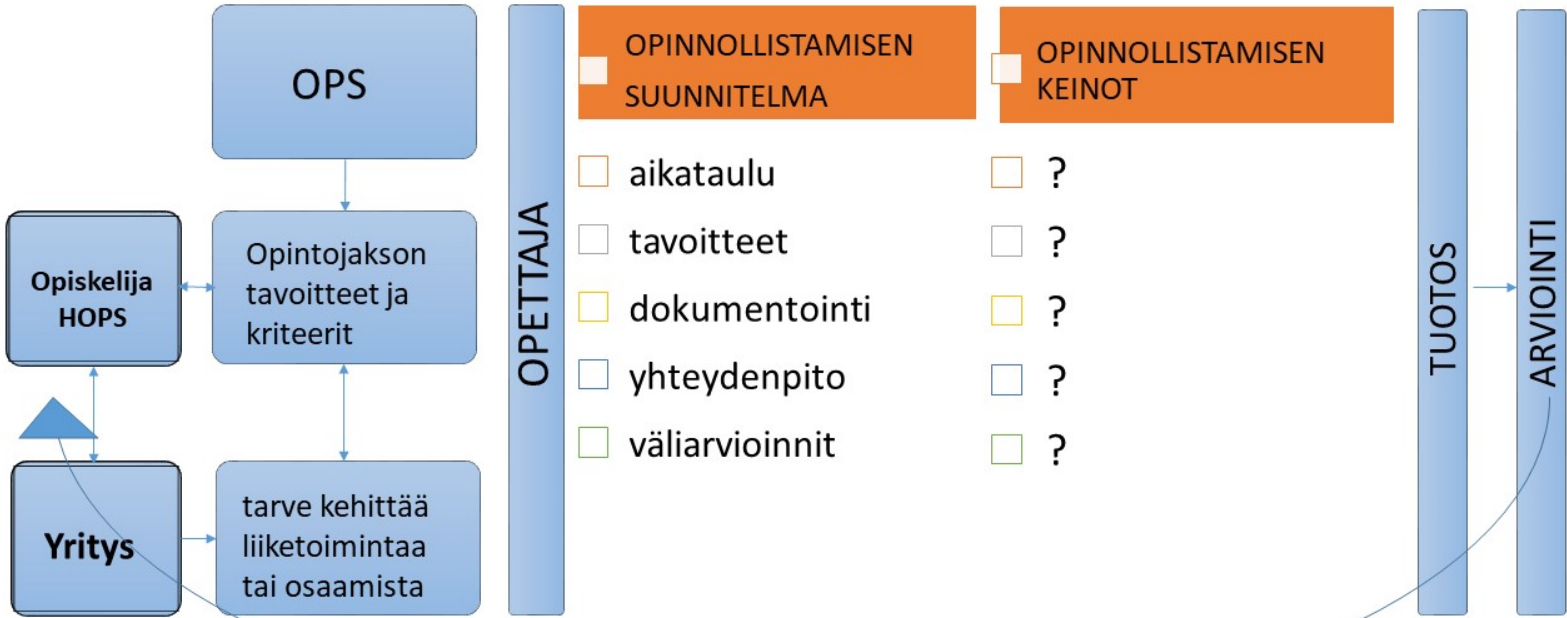 OPS
Opiskelija
HOPS
Opintojakson
tavoitteet ja
kriteerit
Yritys
tarve kehittää
liiketoimintaa
tai osaamista
OPETTAJA
OPINNOLLISTAMISEN
SUUNNITELMA
aikataulu
tavoitteet
dokumentointi
yhteydenpito
väliarvioinnit
OPINNOLLISTAMISEN
KEINOT
?
?
?
?
?
TUOTOS
ARVIOINTI